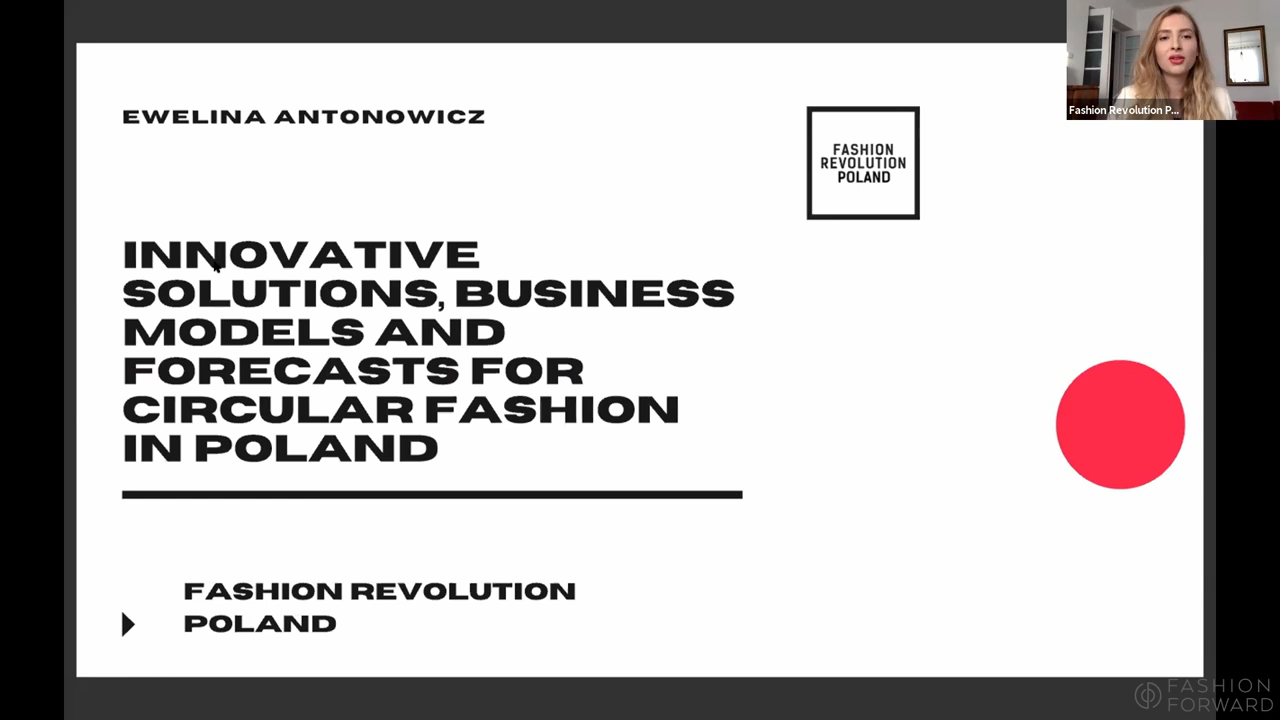 EWELINA ANTONOWICZ
FASHION
REVOLUTION
POLAND
Fashion Revolution P...
INNOVATIVE
SOLUTIONS, BUSINESS
MODELS AND
FORECASTS FOR
CIRCULAR FASHION
IN POLAND
FASHION REVOLUTION
POLAND
FASHION
FORWARD